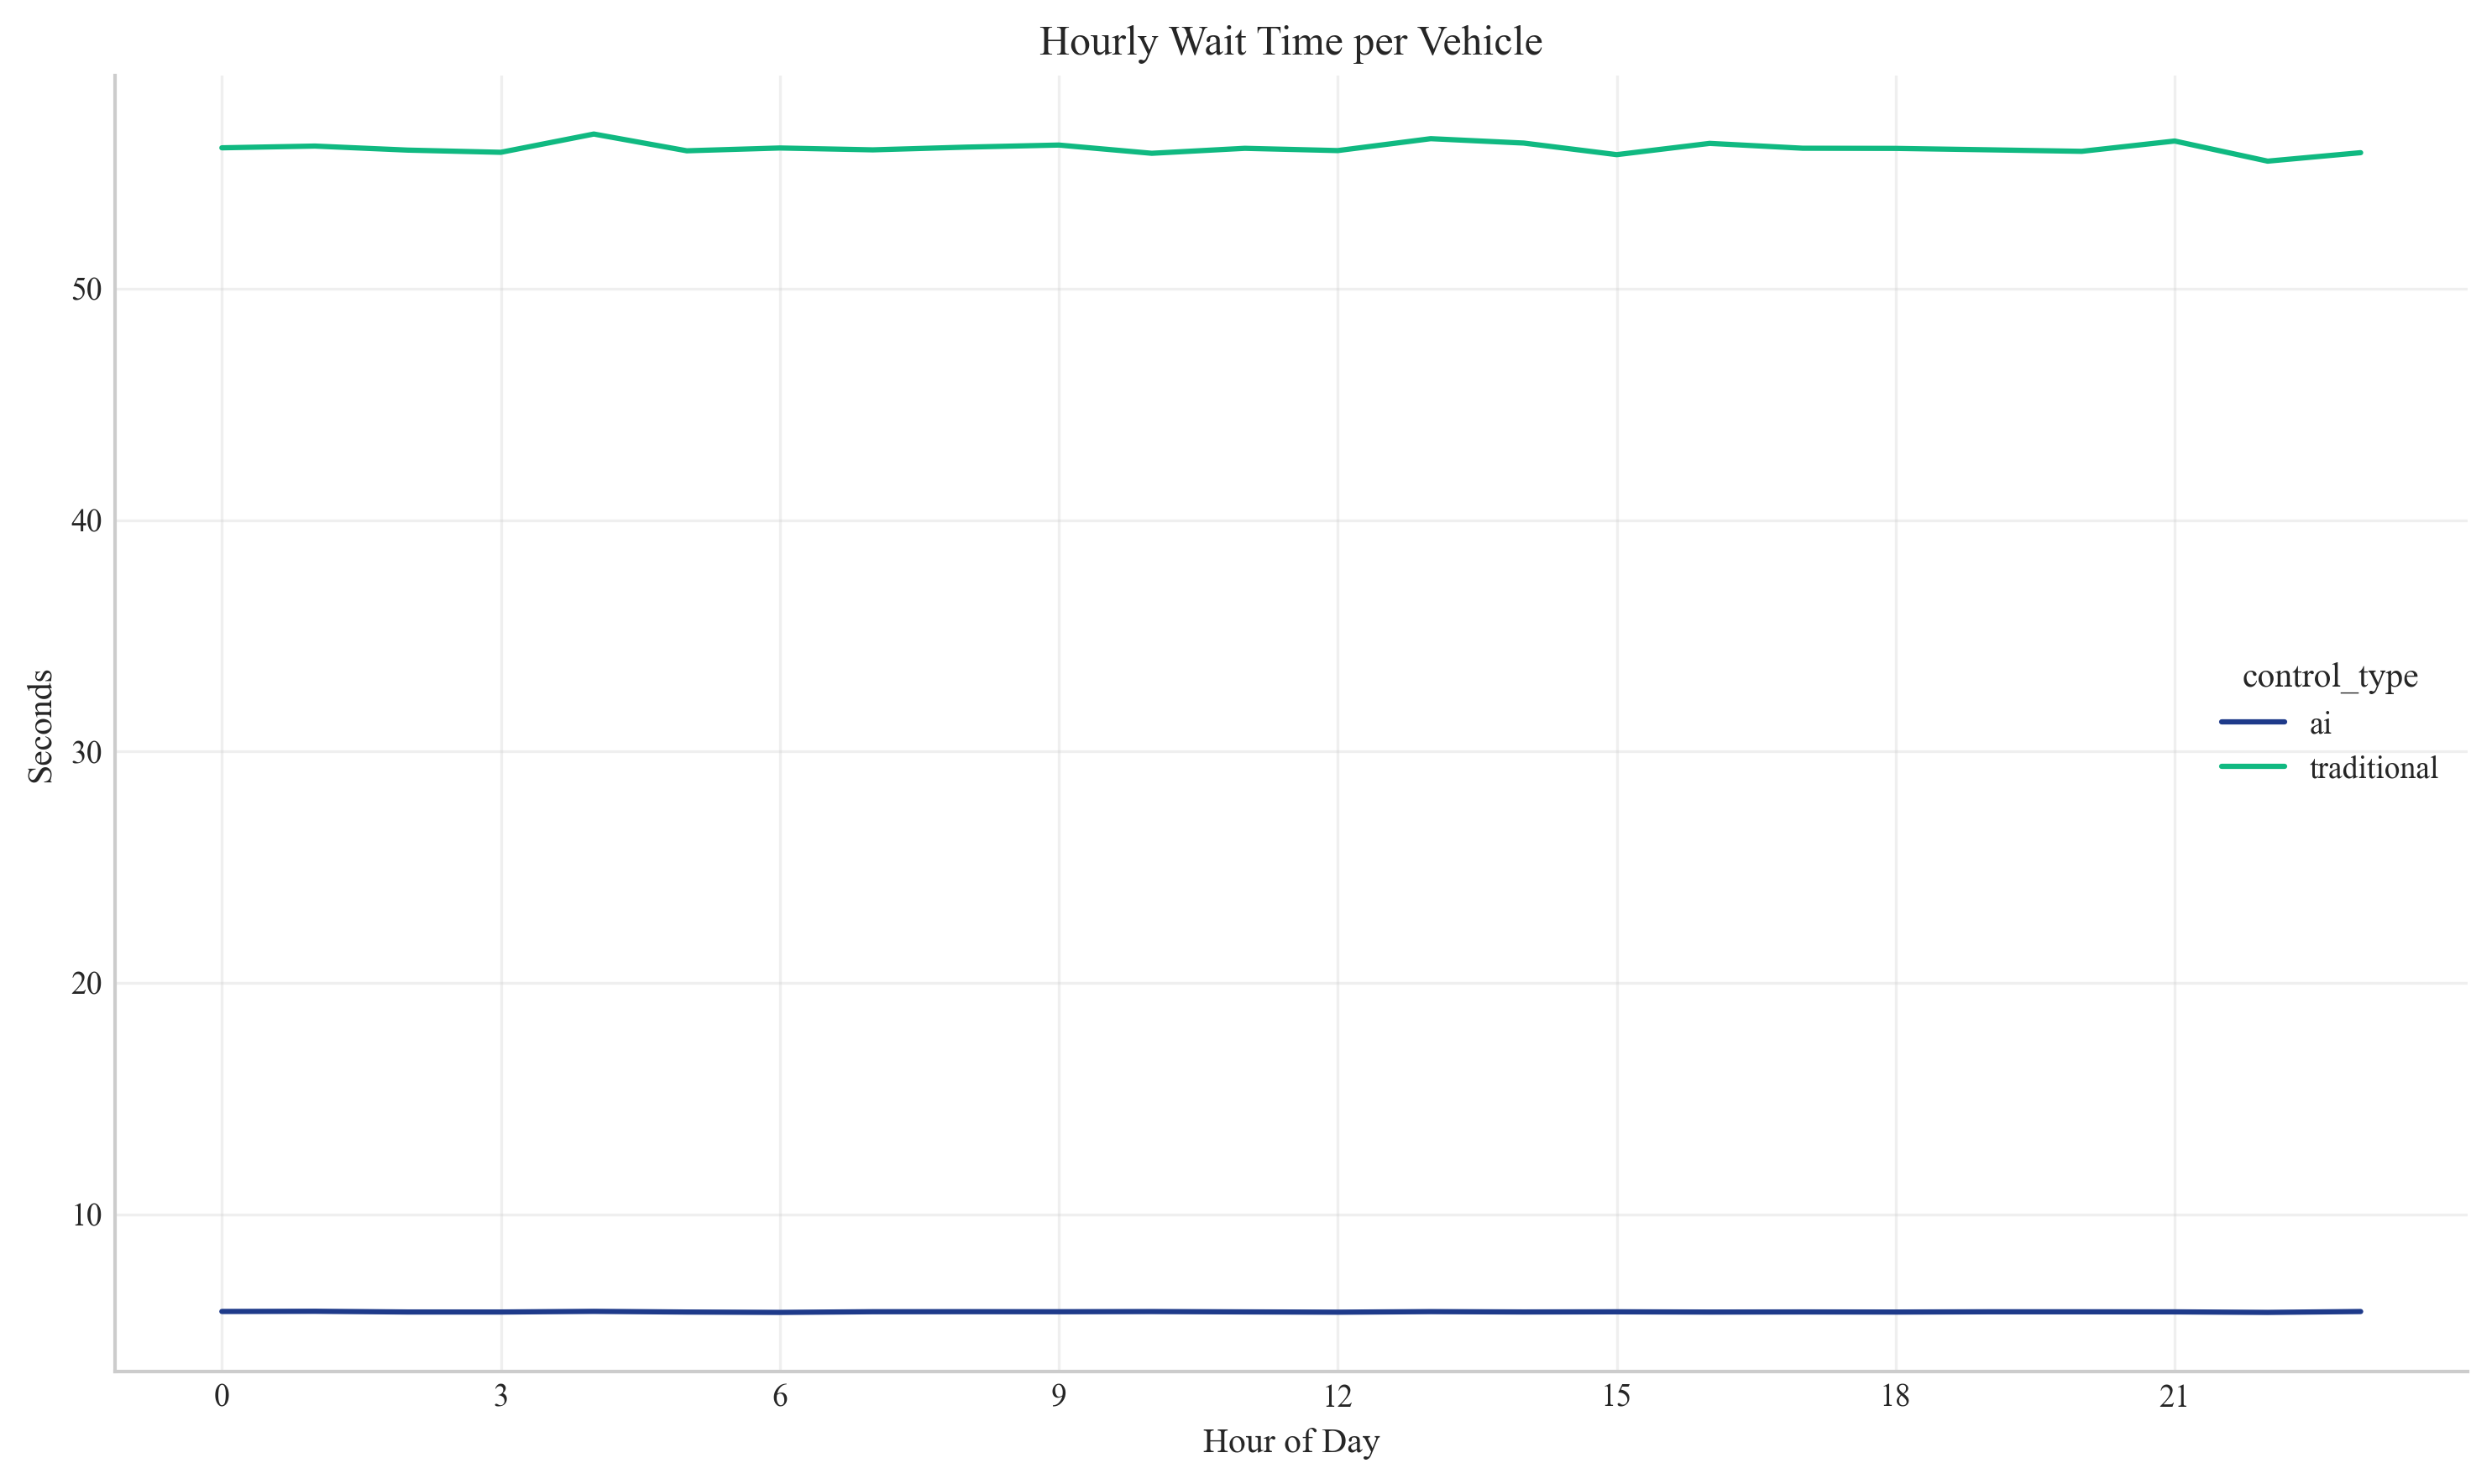 Hourly Wait Time per Vehicle
50
40
30
20
10
Seconds
control_type
ai
traditional
0 3 6 9 12 15 18 21
Hour of Day